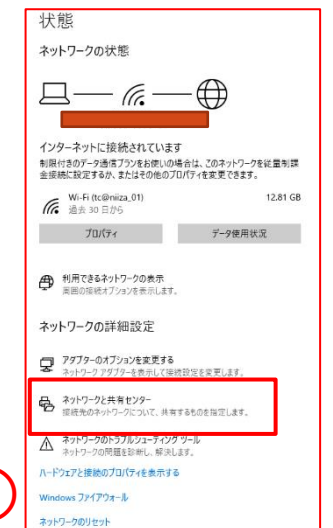 状態
ネットワークの状態
インターネットに接続されています
制限付きのデータ通信プランをお使いの場合は、このネットワークを従量制課
金接続に設定するか、またはその他のプロパティを変更できます。
Wi-Fi (tc@niiza_01)
12.81 GB
過去 30 日から
プロパティ
データ使用状況
利用できるネットワークの表示
周囲の接続オプションを表示します。
ネットワークの詳細設定
アダプターのオプションを変更する
ネットワーク アダプターを表示して接続設定を変更します。
ネットワークと共有センター
接続先のネットワークについて、共有するものを指定します。
ネットワークのトラブルシューティング ツール
ネットワークの問題を診断し、解決します。
ハードウェアと接続のプロパティを表示する
Windows ファイアウォール
ネットワークのリセット